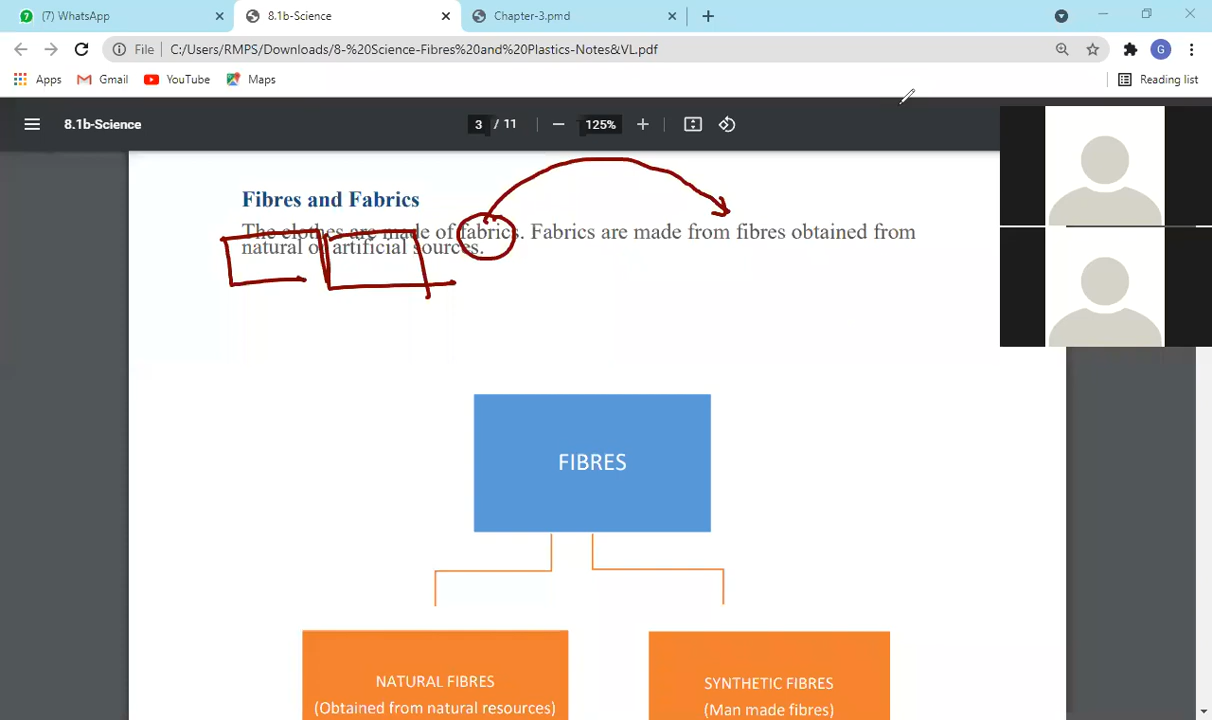 7 (7) WhatsApp
8.1b-Science
Chapter-3.pmd
File C:/Users/RMPS/Downloads/8-%20Science-Fibres%20and%20Plastics-Notes&VL.pdf
G
Apps Gmail YouTube Maps Reading list
8.1b-Science 3 / 11 125%
Fibres and Fabrics
The clothes are made of fabrics. Fabrics are made from fibres obtained from
natural or artificial sources.
FIBRES
NATURAL FIBRES
(Obtained from natural resources)
SYNTHETIC FIBRES
(Man made fibres)